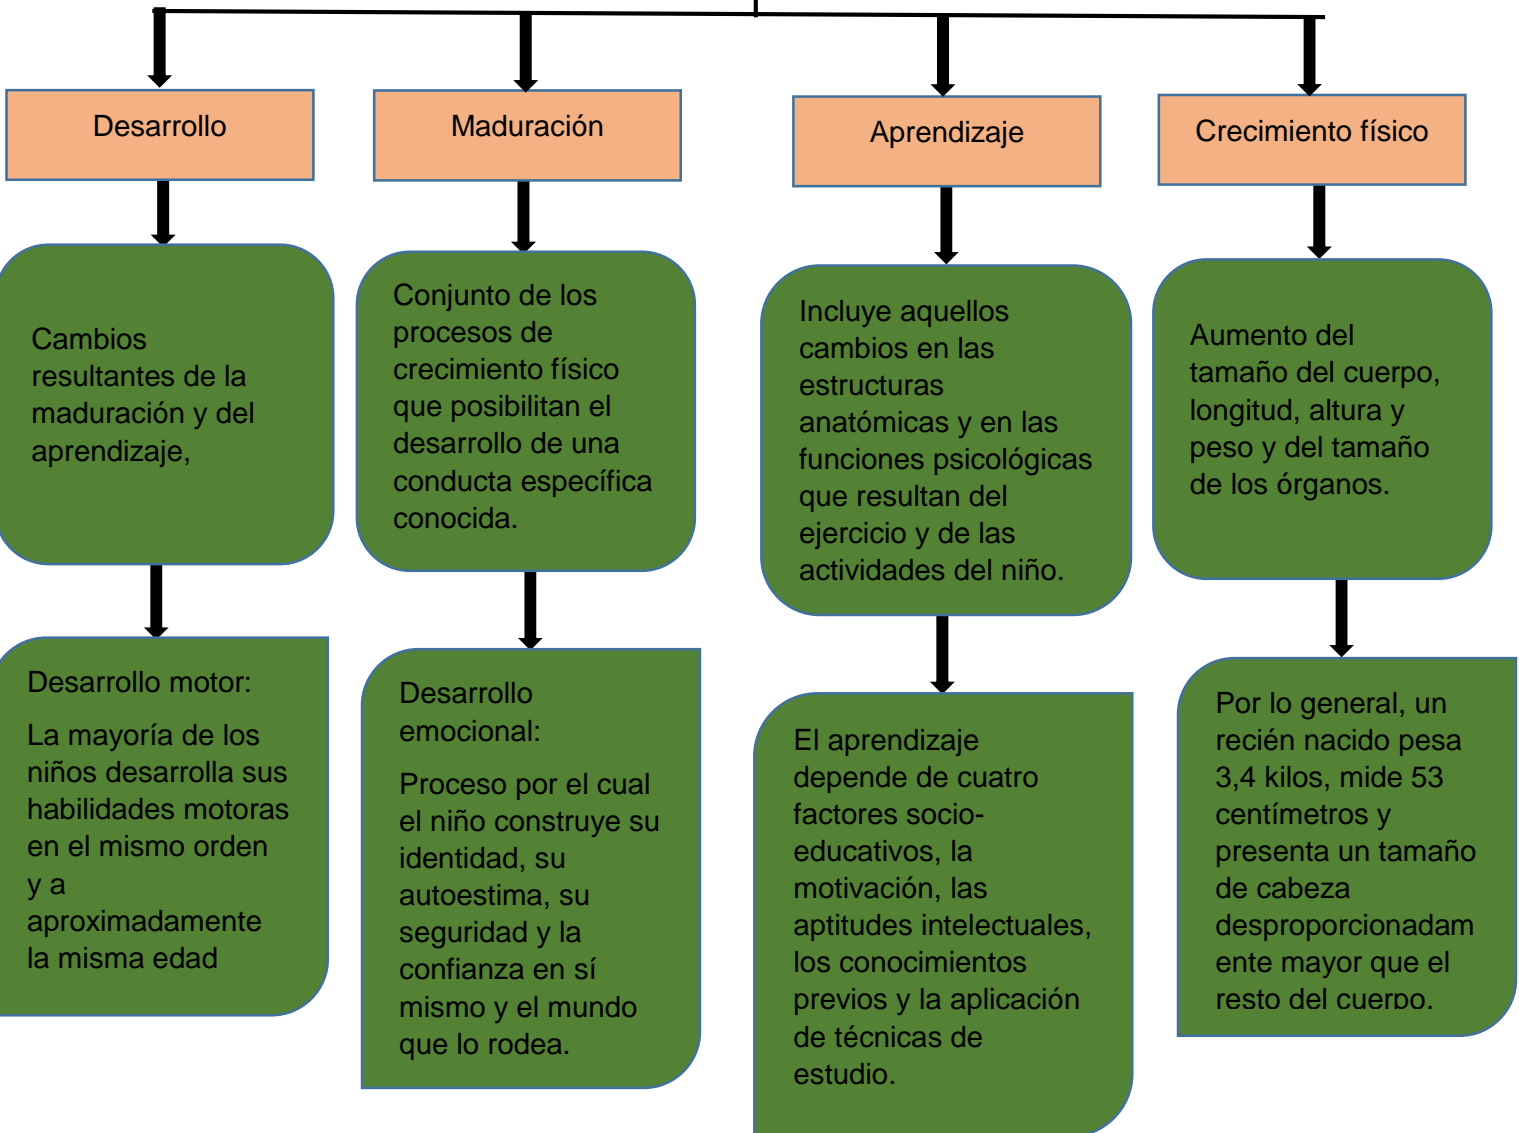 Desarrollo
Maduración
Aprendizaje
Crecimiento físico
Cambios
resultantes de la
maduración y del
aprendizaje,
Conjunto de los
procesos de
crecimiento físico
que posibilitan el
desarrollo de una
conducta específica
conocida.
Incluye aquellos
cambios en las
estructuras
anatómicas y en las
funciones psicológicas
que resultan del
ejercicio y de las
actividades del niño.
Aumento del
tamaño del cuerpo,
longitud, altura y
peso y del tamaño
de los órganos.
Desarrollo motor:
La mayoría de los
niños desarrolla sus
habilidades motoras
en el mismo orden
y a
aproximadamente
la misma edad
Desarrollo
emocional:
Proceso por el cual
el niño construye su
identidad, su
autoestima, su
seguridad y la
confianza en sí
mismo y el mundo
que lo rodea.
El aprendizaje
depende de cuatro
factores socio-
educativos, la
motivación, las
aptitudes intelectuales,
los conocimientos
previos y la aplicación
de técnicas de
estudio.
Por lo general, un
recién nacido pesa
3,4 kilos, mide 53
centímetros y
presenta un tamaño
de cabeza
desproporcionadam
ente mayor que el
resto del cuerpo.